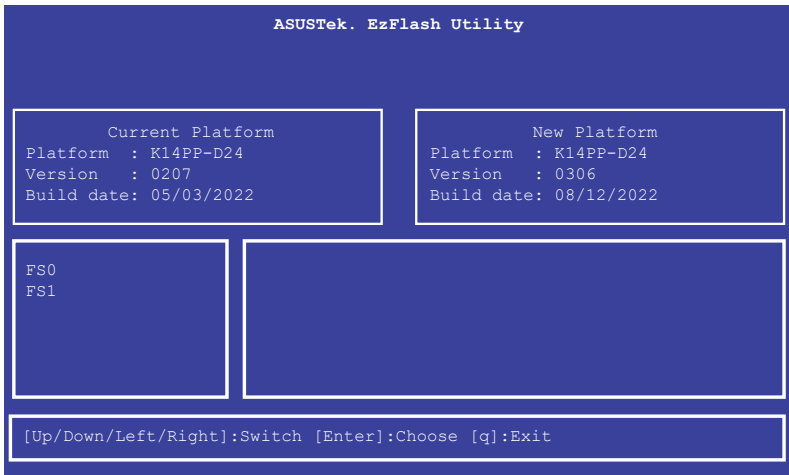 ASUSTek. EzFlash Utility
Current Platform
Platform : K14PP-D24
Version : 0207
Build date: 05/03/2022
New Platform
Platform : K14PP-D24
Version : 0306
Build date: 08/12/2022
FS0
FS1
[Up/Down/Left/Right]:Switch [Enter]:Choose [q]:Exit